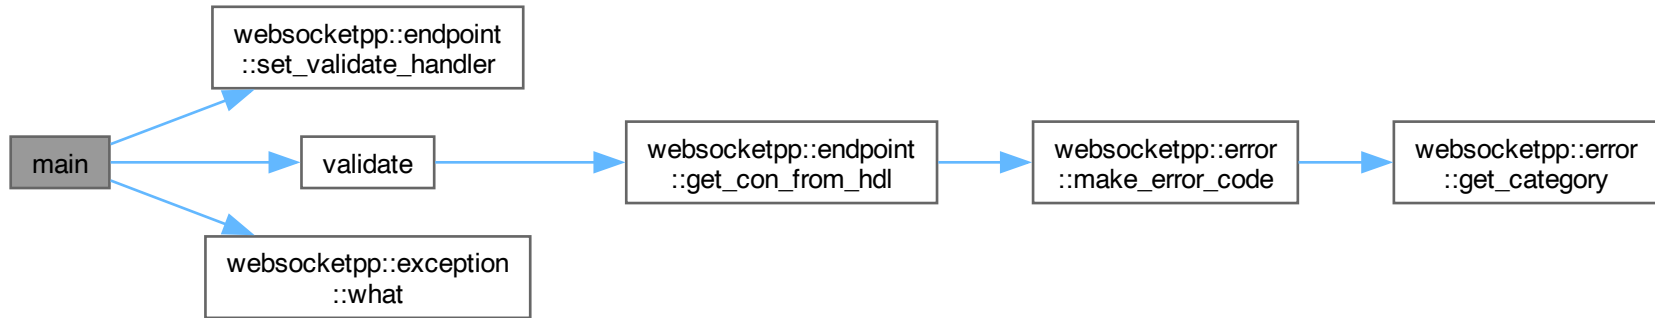 websocketpp::endpoint
::set_validate_handler
main
validate
websocketpp::endpoint
::get_con_from_hdl
websocketpp::error
::make_error_code
websocketpp::error
::get_category
websocketpp::exception
::what